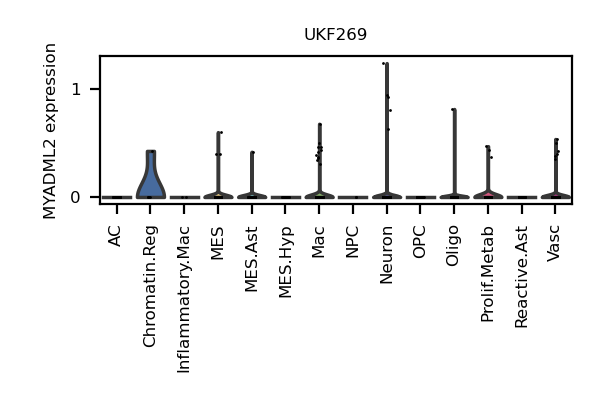 UKF269
MYADML2 expression
1
0
AC
Chromatin.Reg
Inflammatory.Mac
MES
MES.Ast
MES.Hyp
Mac
NPC
Neuron
OPC
Oligo
Prolif.Metab
Reactive.Ast
Vasc